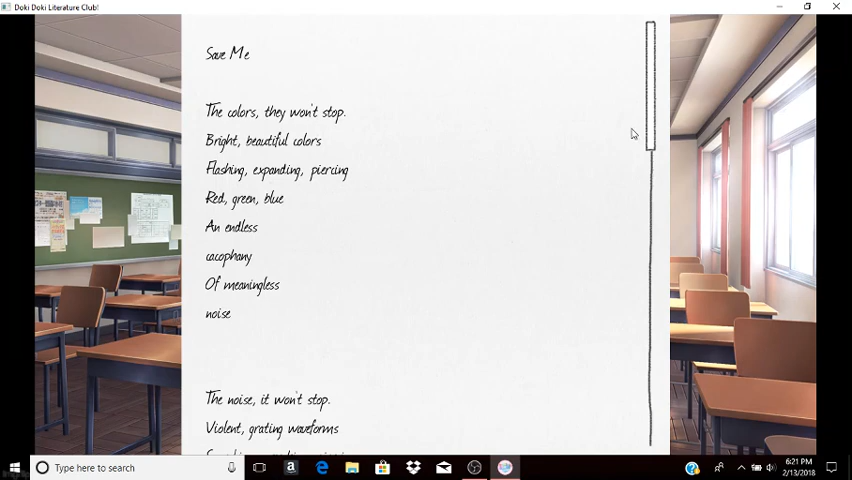 Doki Doki Literature Club!
Save Me
The colors, they won't stop.
Bright, beautiful colors
Flashing, expanding, piercing
Red, green, blue
An endless
cacophany
Of meaningless
noise
The noise, it won't stop.
Violent, grating waveforms
Type here to search
6:21 PM
2/13/2018